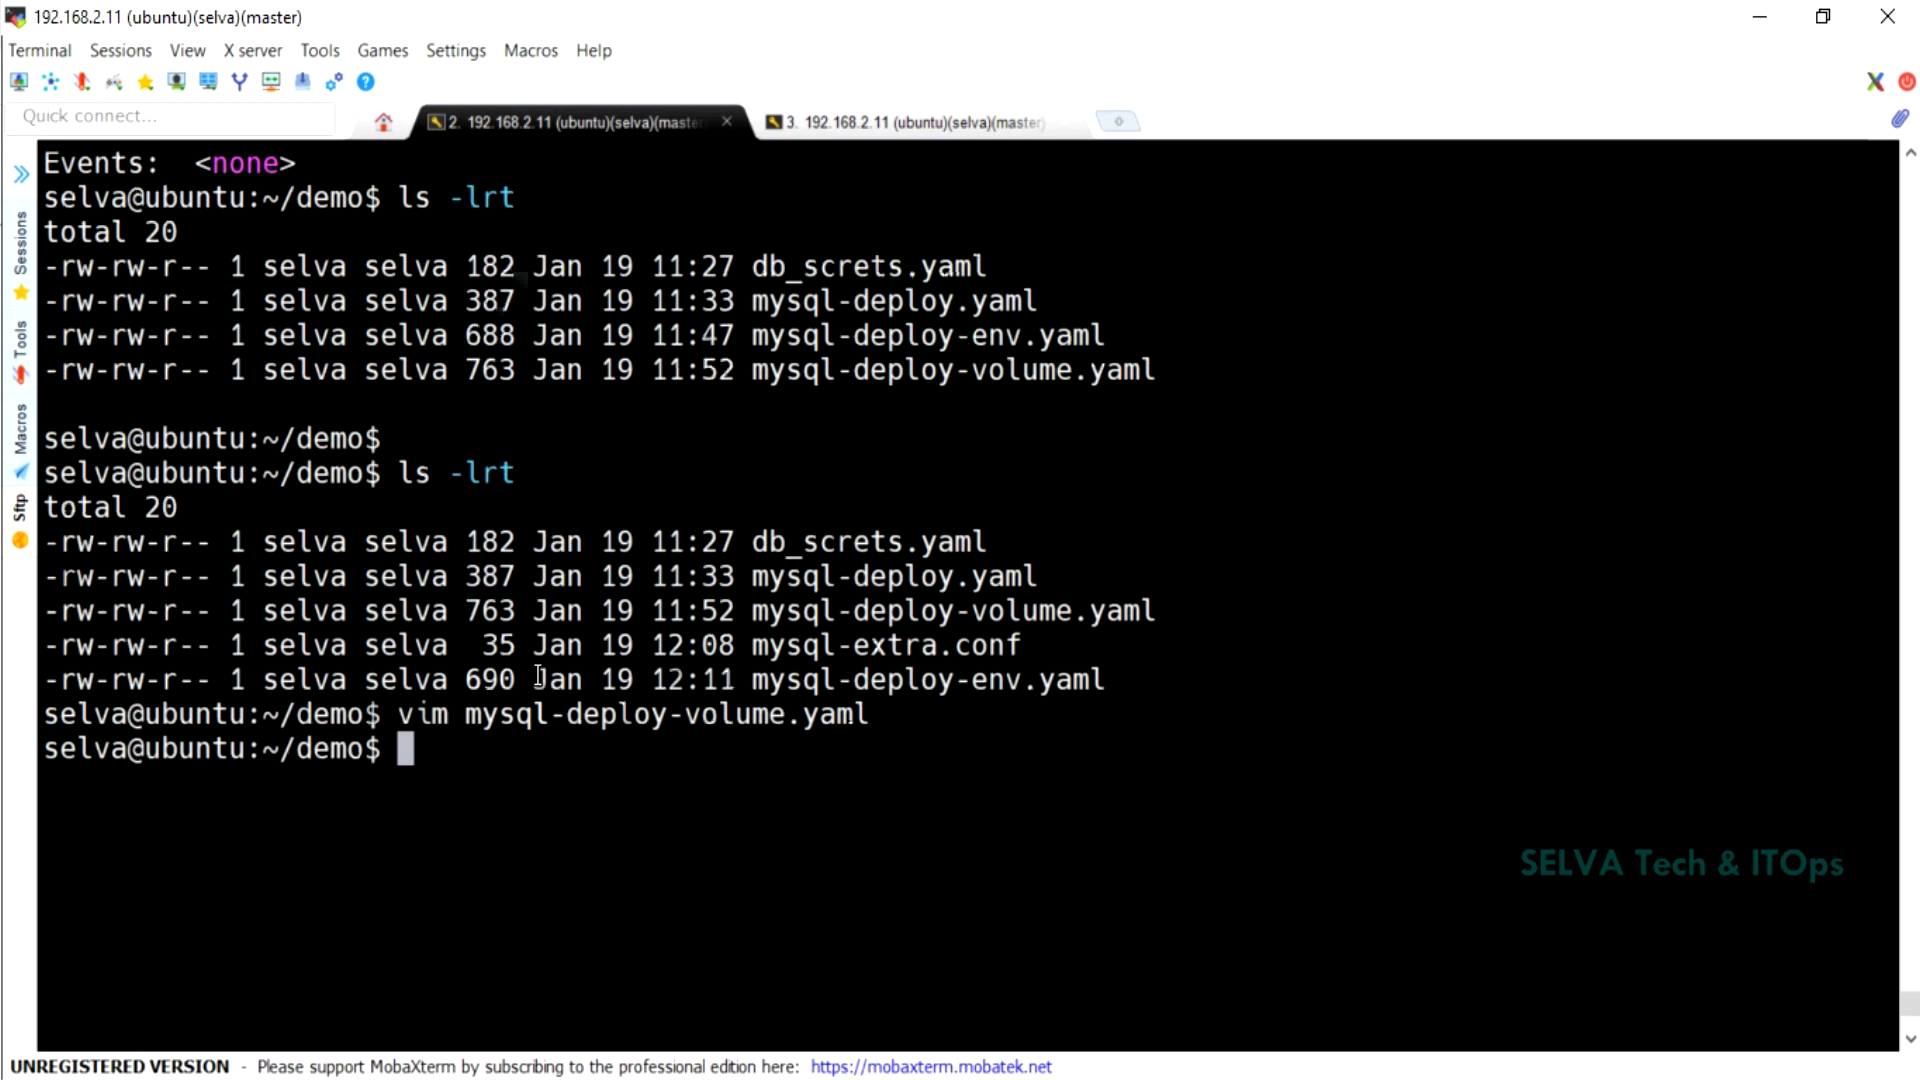 192.168.2.11 (ubuntu)(selva)(master)
Terminal Sessions View X server Tools Games Settings Macros Help
Quick connect...
2. 192.168.2.11 (ubuntu)(selva)(maste
3. 192.168.2.11 (ubuntu)(selva)(master)
Sessions
Tools
Macros
Sftp
Events: <none>
selva@ubuntu:~/demo$ ls -lrt
total 20
-rw-rw-r-- 1 selva selva 182 Jan 19 11:27 db_screts.yaml
-rw-rw-r-- 1 selva selva 387 Jan 19 11:33 mysql-deploy.yaml
-rw-rw-r-- 1 selva selva 688 Jan 19 11:47 mysql-deploy-env.yaml
-rw-rw-r-- 1 selva selva 763 Jan 19 11:52 mysql-deploy-volume.yaml
selva@ubuntu:~/demo$
selva@ubuntu:~/demo$ ls -lrt
total 20
-rw-rw-r-- 1 selva selva 182 Jan 19 11:27 db_screts.yaml
-rw-rw-r-- 1 selva selva 387 Jan 19 11:33 mysql-deploy.yaml
-rw-rw-r-- 1 selva selva 763 Jan 19 11:52 mysql-deploy-volume.yaml
-rw-rw-r-- 1 selva selva 35 Jan 19 12:08 mysql-extra.conf
-rw-rw-r-- 1 selva selva 690 Jan 19 12:11 mysql-deploy-env.yaml
selva@ubuntu:~/demo$ vim mysql-deploy-volume.yaml
selva@ubuntu:~/demo$
SELVA Tech & ITOps
UNREGISTERED VERSION - Please support MobaXterm by subscribing to the professional edition here: https://mobaxterm.mobatek.net